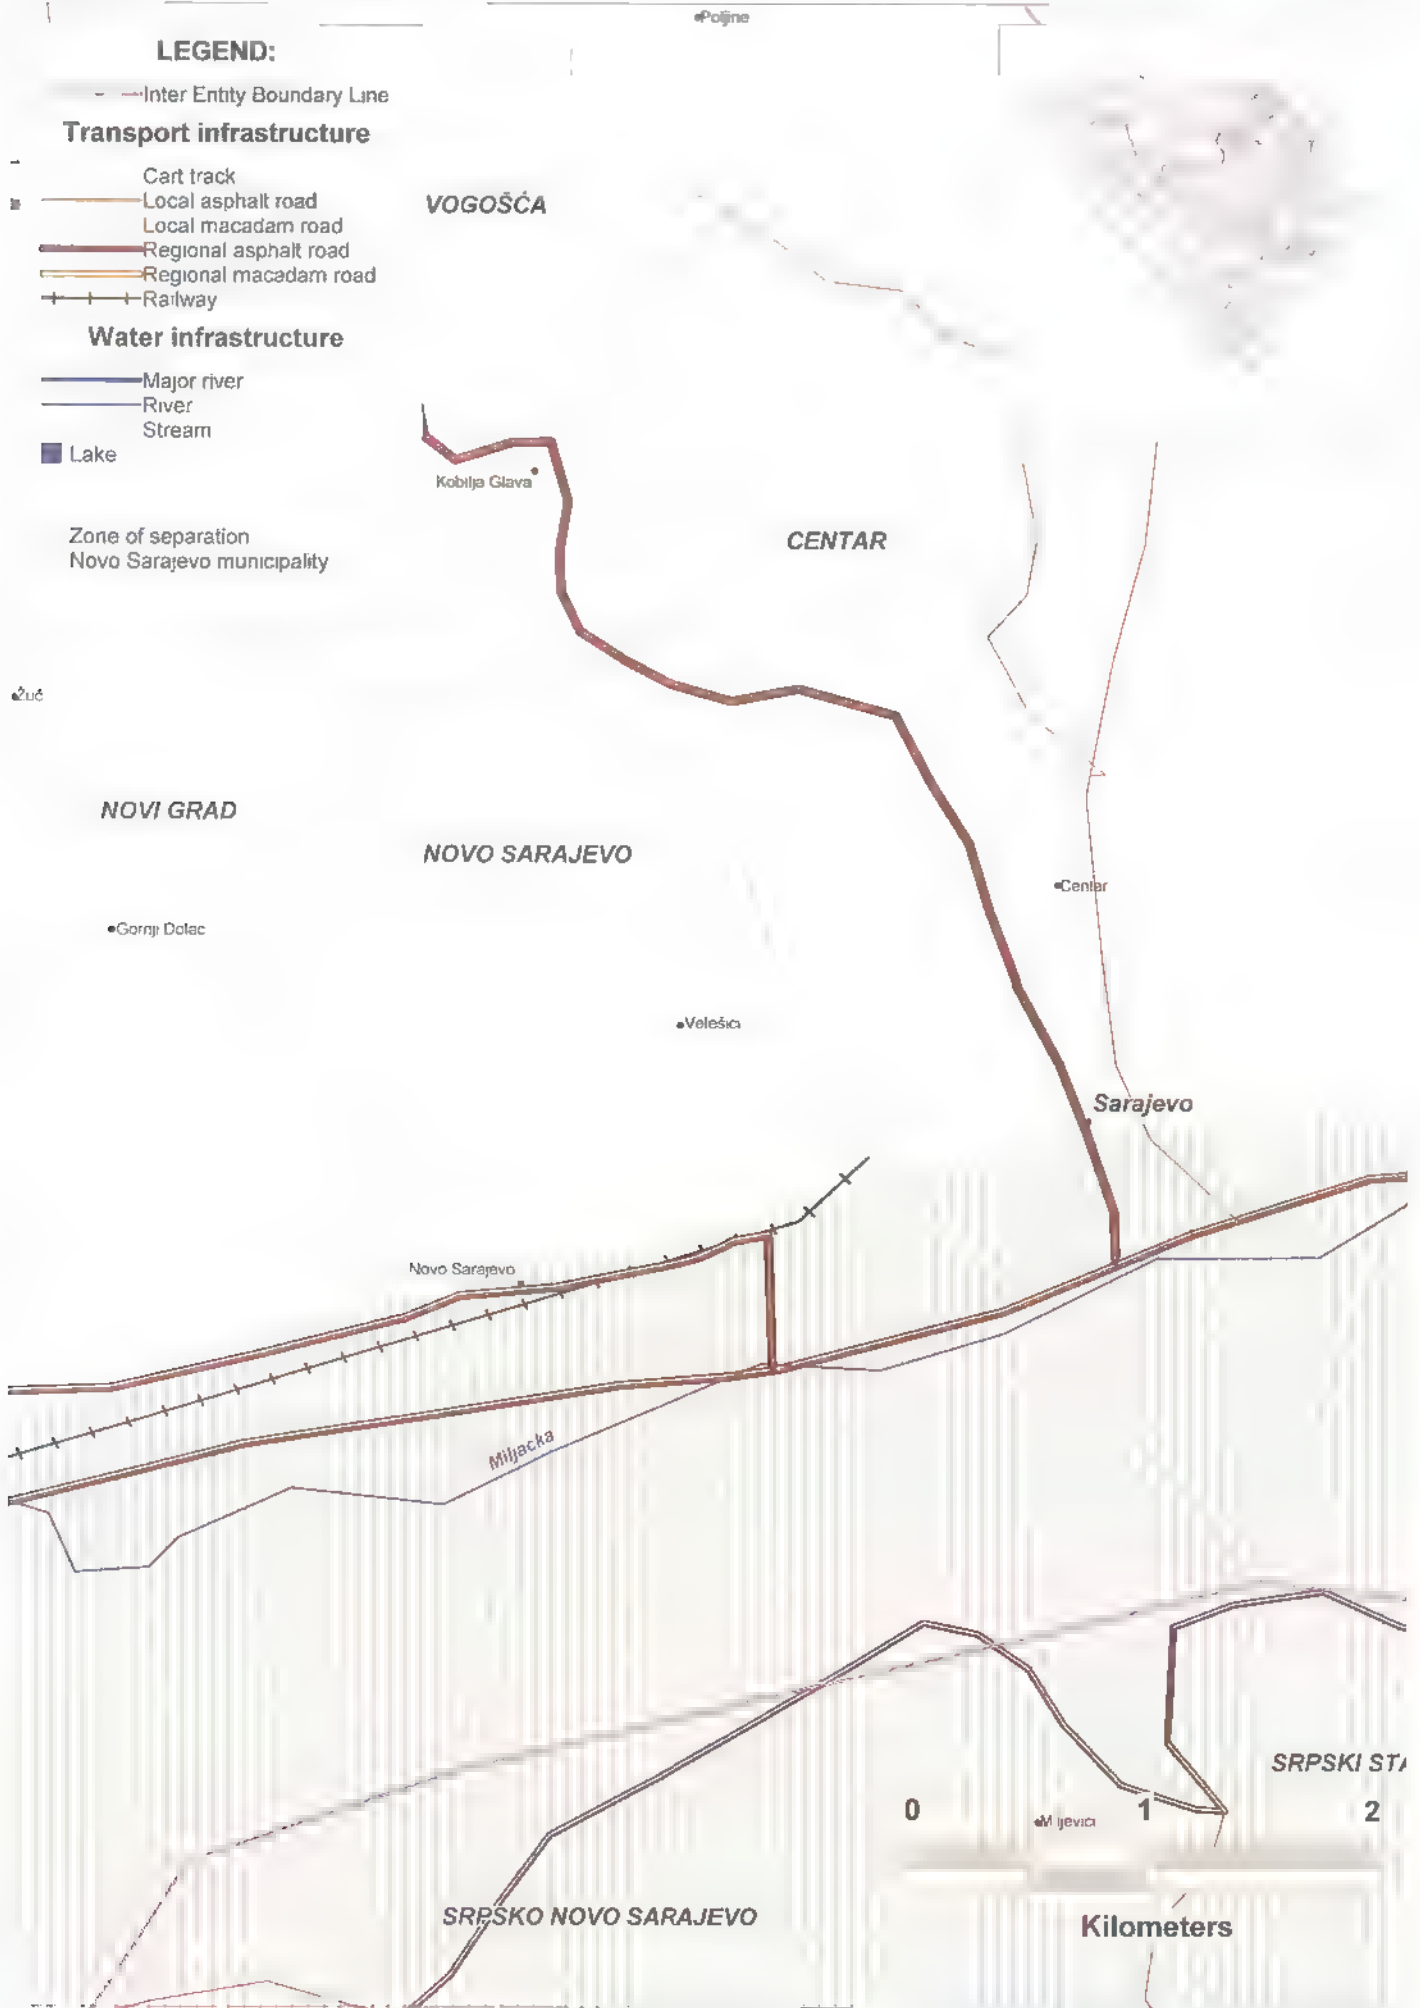 Poljine
LEGEND:
Inter Entity Boundary Line
Transport infrastructure
Cart track
Local asphalt road
Local macadam road
Regional asphalt road
Regional macadam road
Railway
Water infrastructure
Major river
River
Stream
Lake
Zone of separation
Novo Sarajevo municipality
VOGOŠĆA
Kobilja Glava
CENTAR
Žuč
NOVI GRAD
NOVO SARAJEVO
Centar
Gornji Dolac
Velešići
Sarajevo
Novo Sarajevo
Miljacka
SRPSKI STA
0 1 2
Miljevići
SRPSKO NOVO SARAJEVO
Kilometers